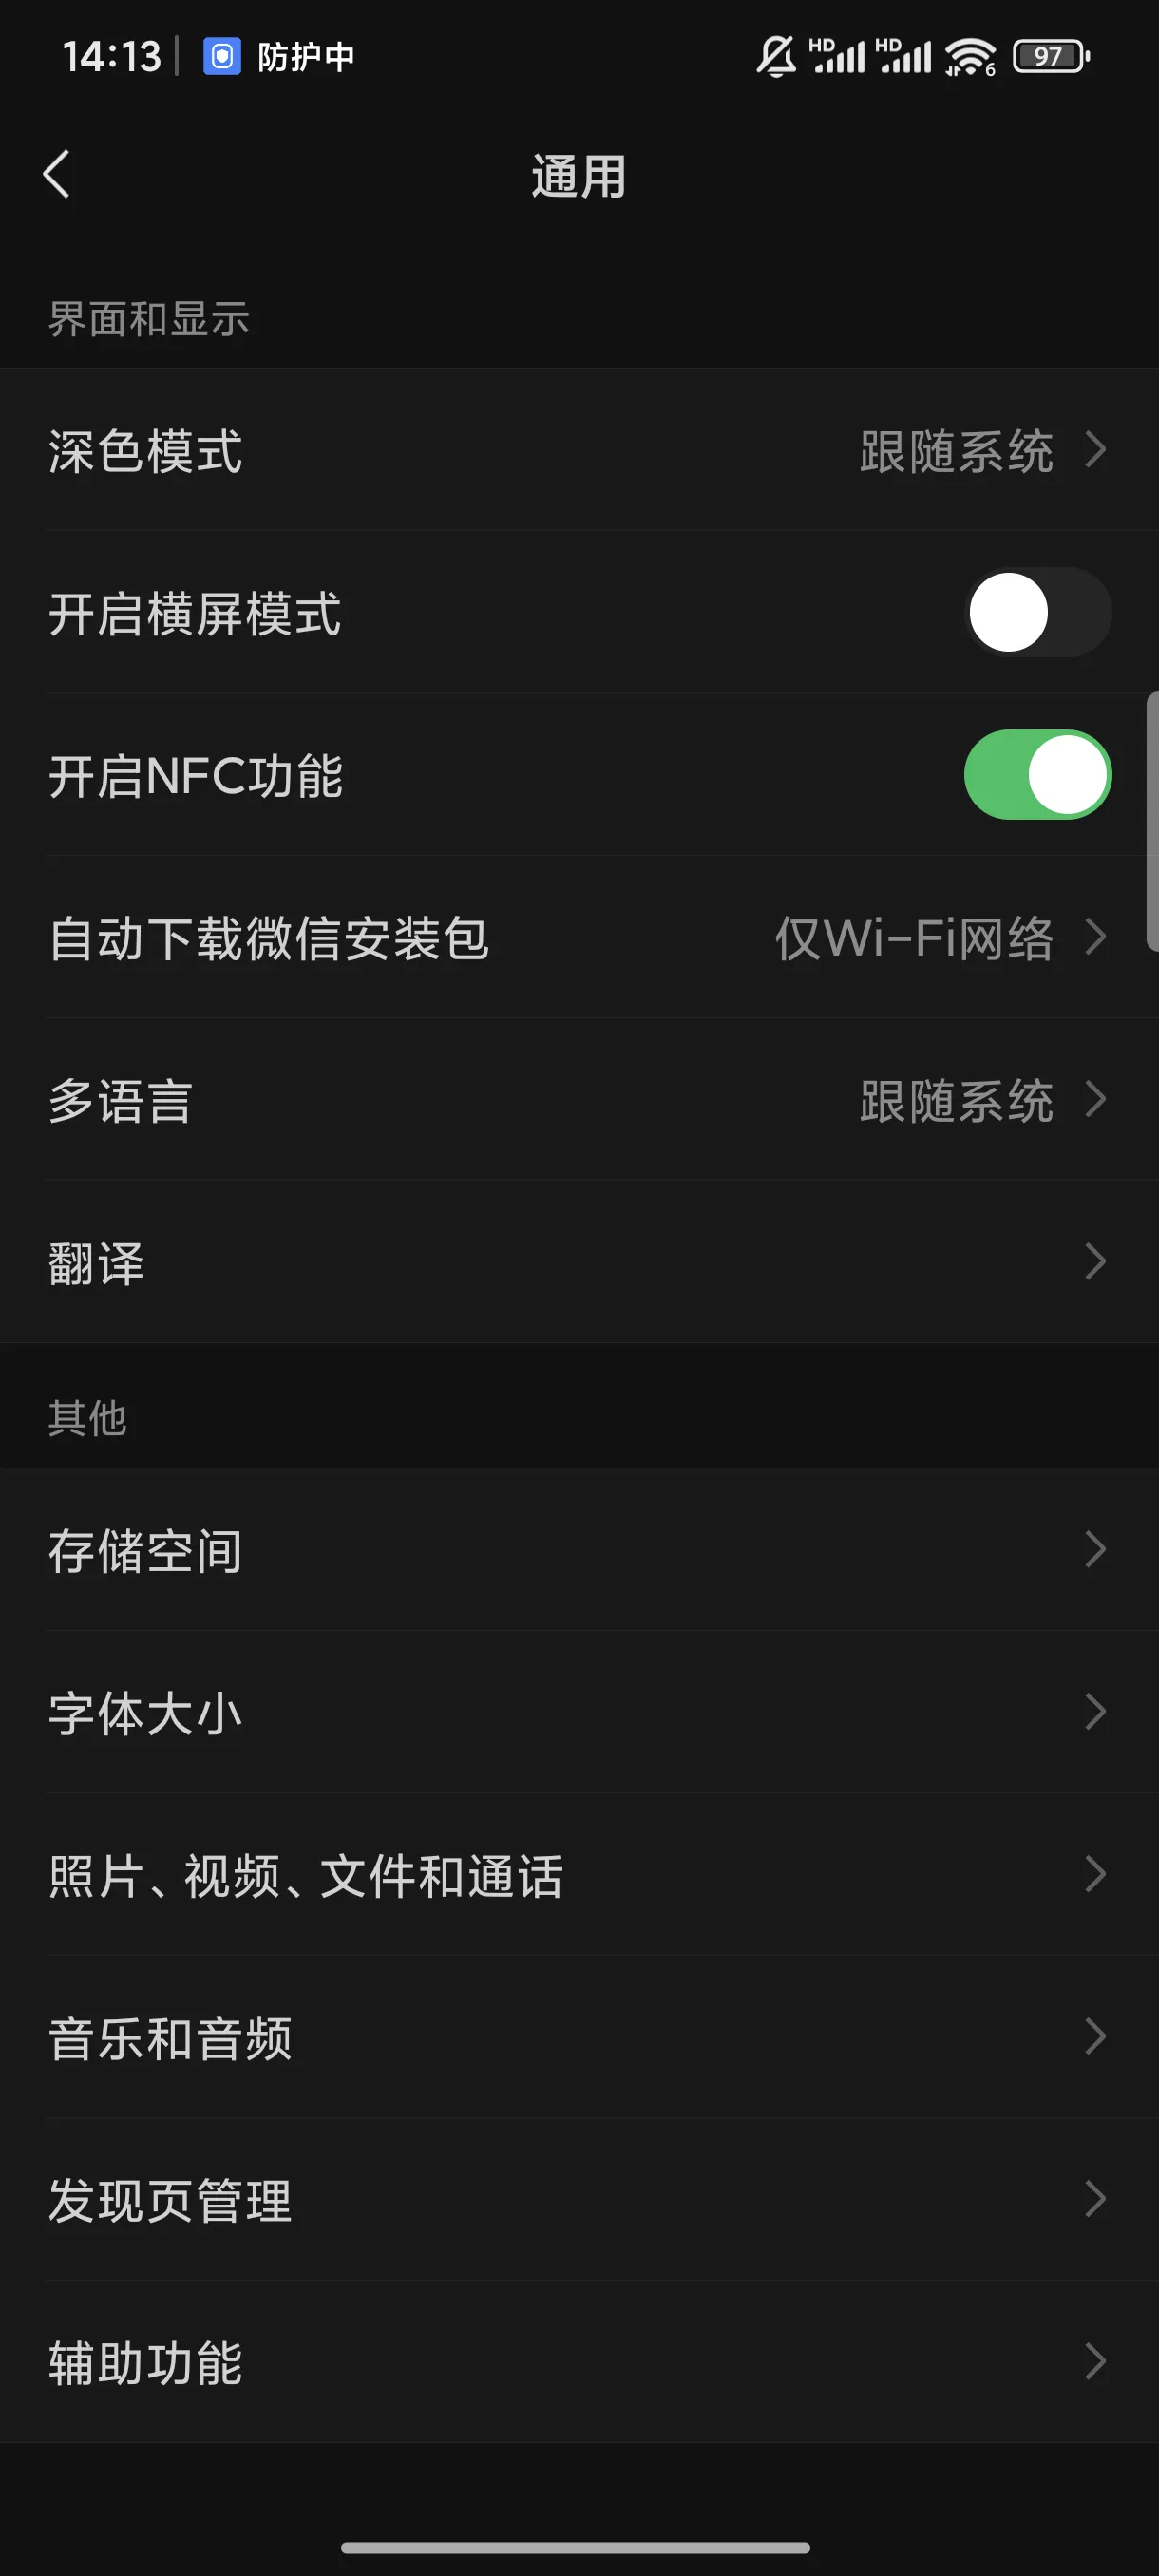 14:13 防护中 HD HD 6 97
通用
界面和显示
深色模式 跟随系统
开启横屏模式
开启NFC功能
自动下载微信安装包 仅Wi-Fi网络
多语言 跟随系统
翻译
其他
存储空间
字体大小
照片、视频、文件和通话
音乐和音频
发现页管理
辅助功能